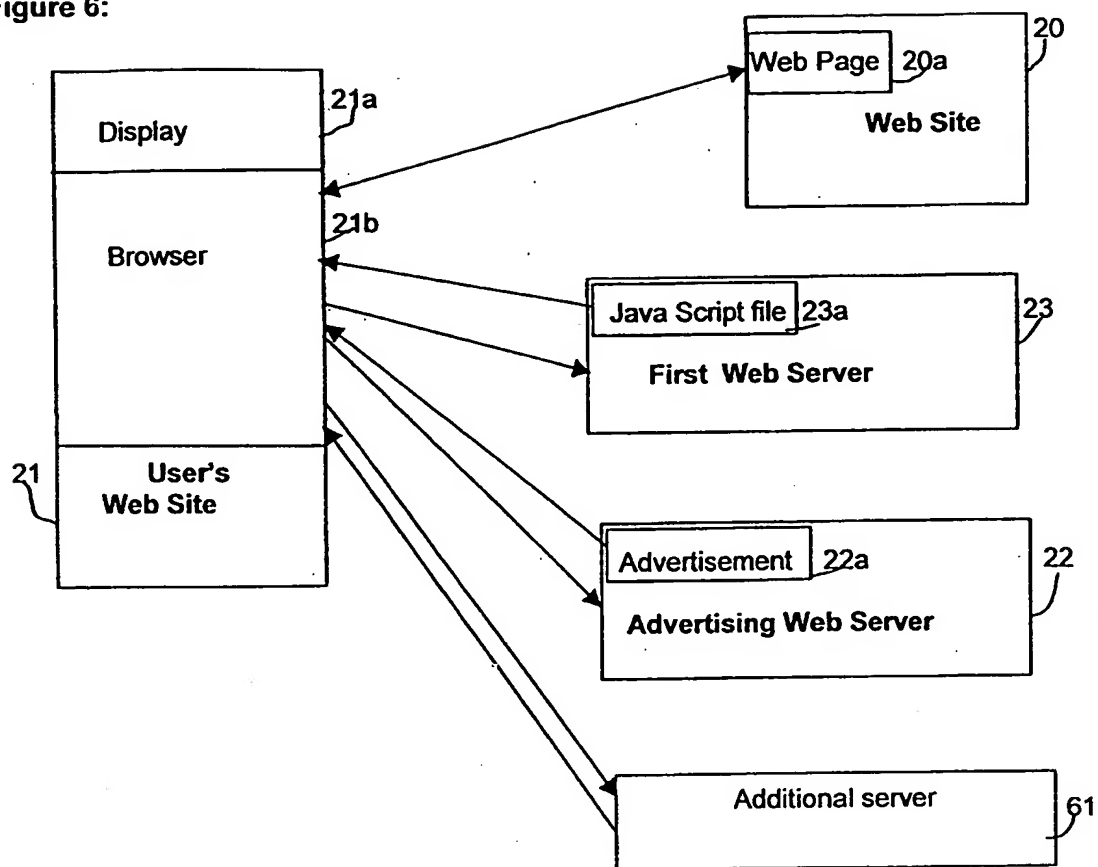 igure 6:
20
Web Page
20a
Web Site
21a
Display
21b
Browser
Java Script file
23a
23
First Web Server
21
User's
Web Site
Advertisement
22a
22
Advertising Web Server
Additional server
61